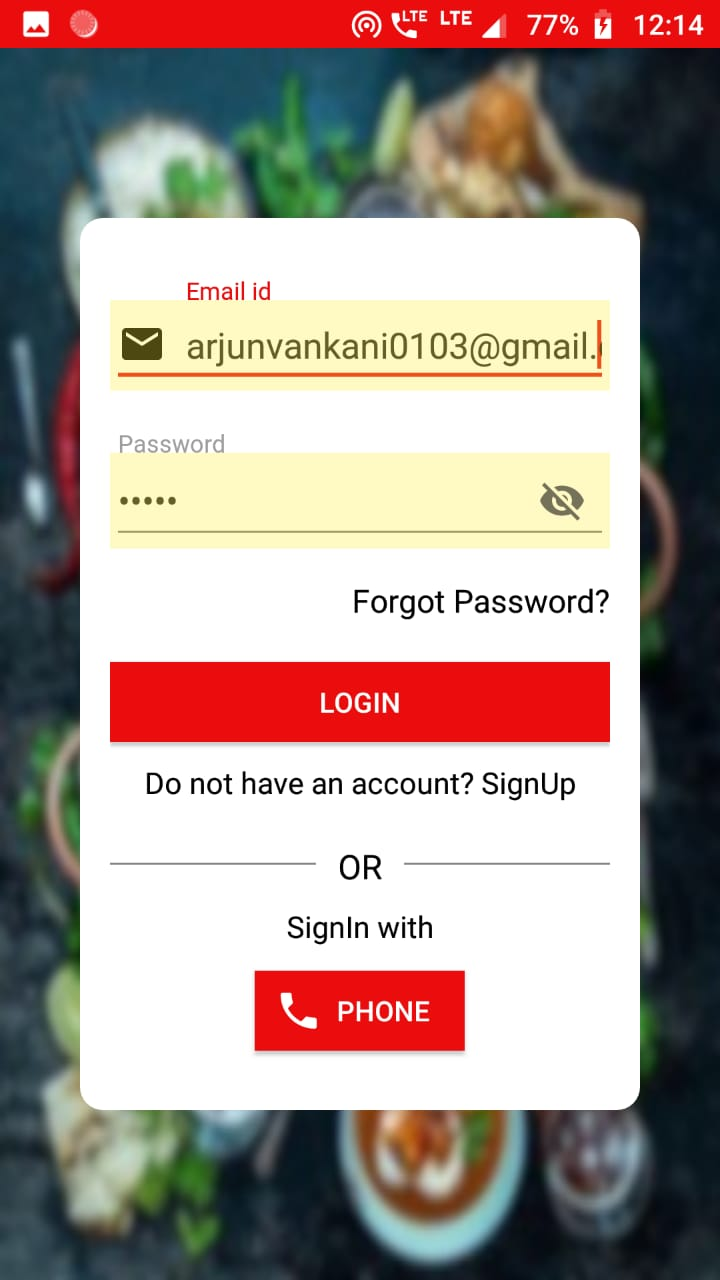 LTE LTE 77% 12:14
Email id
arjunvankani0103@gmail.
Password
•••••
Forgot Password?
LOGIN
Do not have an account? SignUp
OR
SignIn with
PHONE